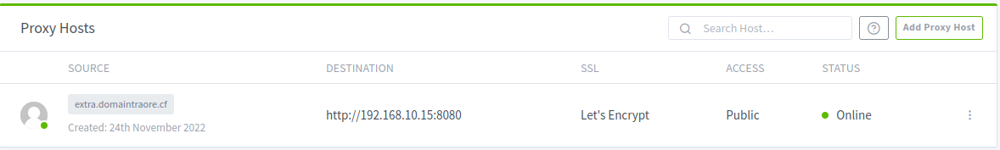 Proxy Hosts
Search Host...
Add Proxy Host
SOURCE DESTINATION SSL ACCESS STATUS
extra.domaintraore.cf
http://192.168.10.15:8080 Let's Encrypt Public Online
Created: 24th November 2022